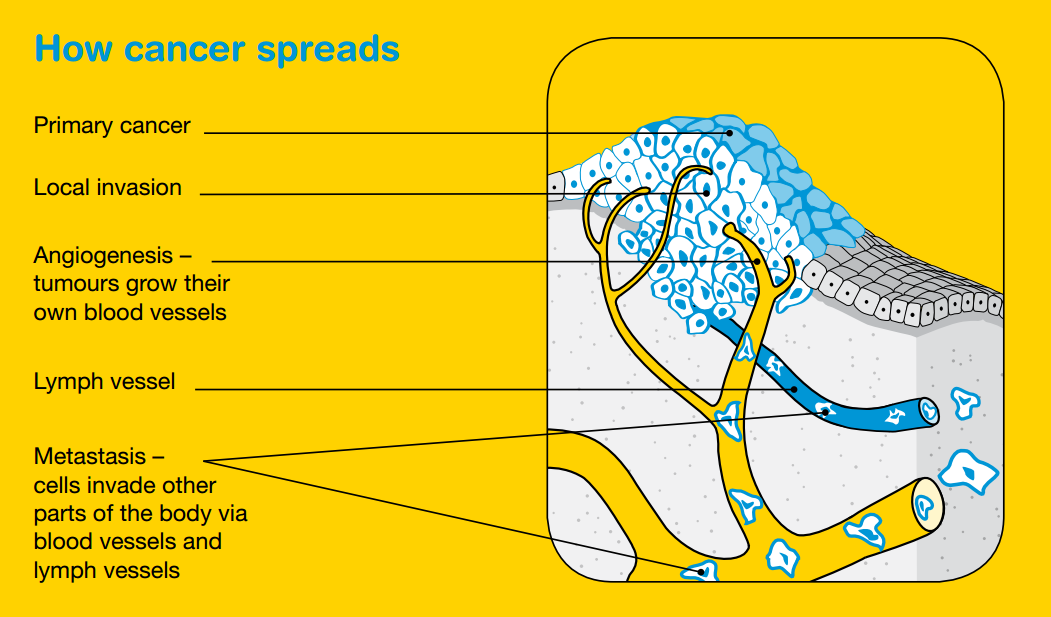 How cancer spreads
Primary cancer
Local invasion
Angiogenesis –
tumours grow their
own blood vessels
Lymph vessel
Metastasis –
cells invade other
parts of the body via
blood vessels and
lymph vessels